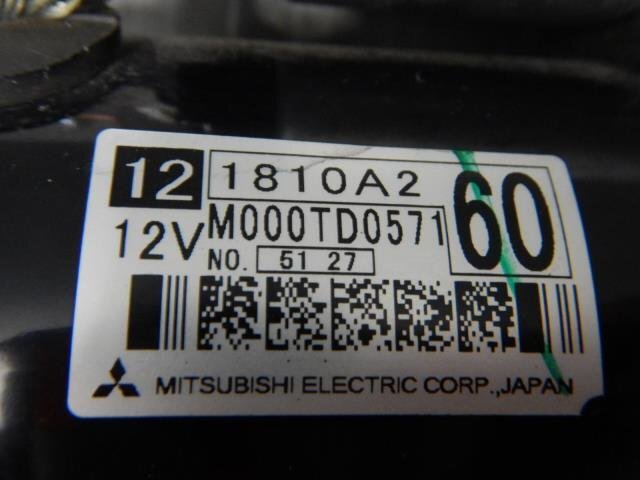 12 1810A2 60
12V M000TD0571
NO. 51 27
MITSUBISHI ELECTRIC CORP.,JAPAN